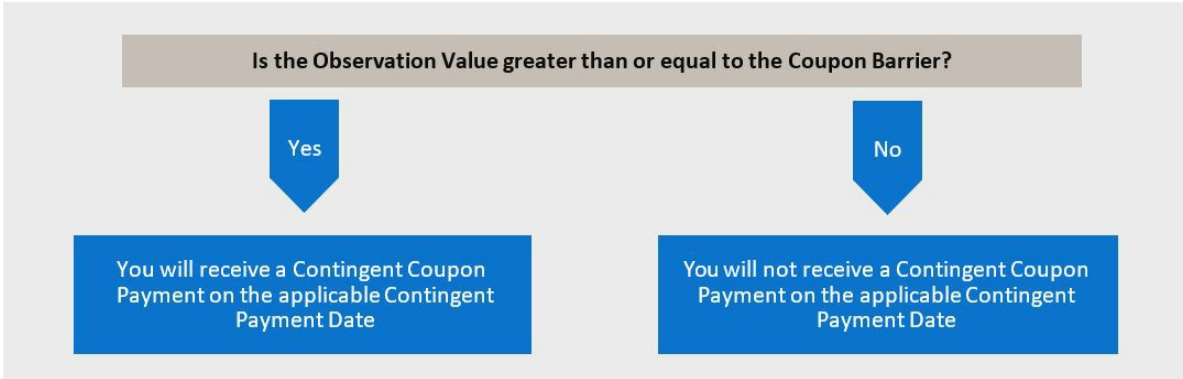 Is the Observation Value greater than or equal to the Coupon Barrier?
Yes
No
You will receive a Contingent Coupon
Payment on the applicable Contingent
Payment Date
You will not receive a Contingent Coupon
Payment on the applicable Contingent
Payment Date